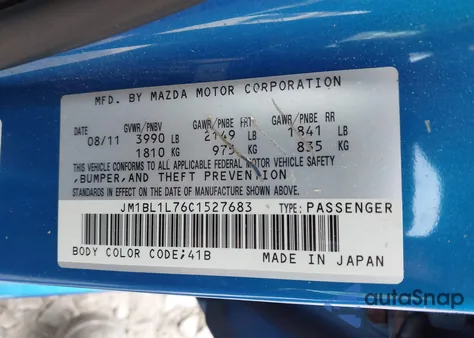 MFD. BY MAZDA MOTOR CORPORATION
DATE GVWR/PNBV GAWR/PNBE FRT GAWR/PNBE RR
08/11 3990 LB 2149 LB 1841 LB
1810 KG 975 KG 835 KG
THIS VEHICLE CONFORMS TO ALL APPLICABLE FEDERAL MOTOR VEHICLE SAFETY
,BUMPER,AND THEFT PREVENTION
STANDARDS IN EFFECT ON THE DATE OF MANUFACTURE SHOWN ABOVE.
JM1BL1L76C1527683 TYPE:PASSENGER
BODY COLOR CODE;41B MADE IN JAPAN
autoSnap